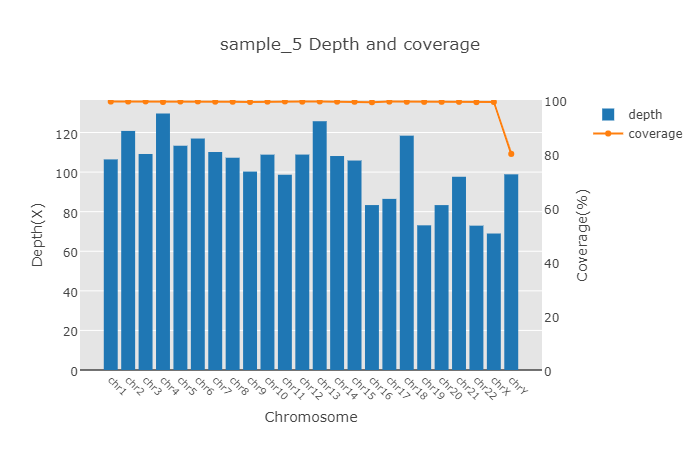 sample_5 Depth and coverage
depth
coverage
Depth(X)
120
100
80
60
40
20
0
100
80
60
40
20
0
Coverage(%)
chr1
chr2
chr3
chr4
chr5
chr6
chr7
chr8
chr9
chr10
chr11
chr12
chr13
chr14
chr15
chr16
chr17
chr18
chr19
chr20
chr21
chr22
chrX
chrY
Chromosome